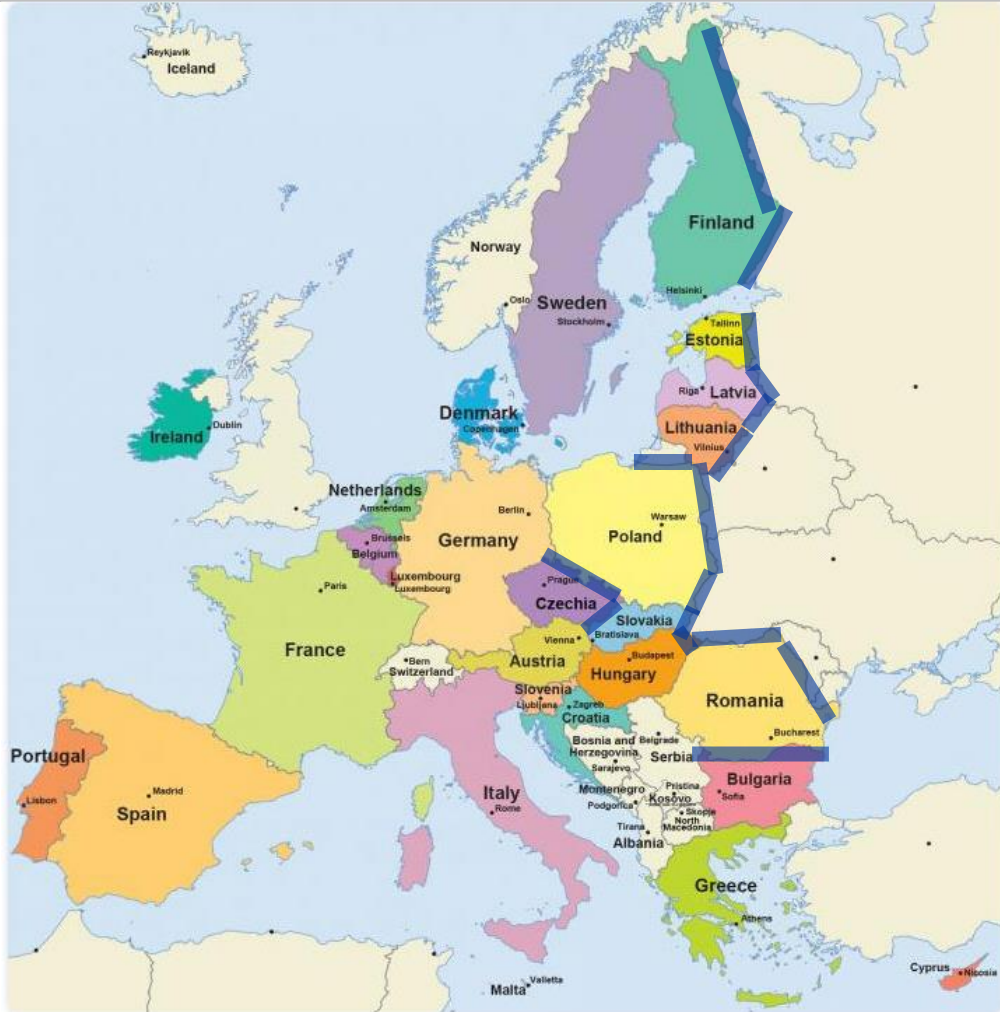 Reykjavik
Iceland
Finland
Norway
Helsinki
Oslo
Sweden
Stockholm
Tallinn
Estonia
Riga
Latvia
Denmark
Copenhagen
Lithuania
Vilnius
Dublin
Ireland
Netherlands
Amsterdam
Berlin
Warsaw
Germany
Poland
Brussels
Belgium
Luxembourg
Luxembourg
Prague
Czechia
Paris
Slovakia
Bratislava
Vienna
France
Austria
Budapest
Hungary
Bern
Switzerland
Slovenia
Ljubljana
Zagreb
Croatia
Romania
Bucharest
Bosnia and
Herzegovina
Sarajevo
Belgrade
Serbia
Portugal
Lisbon
Madrid
Spain
Italy
Rome
Montenegro
Podgorica
Pristina
Kosovo
Bulgaria
Sofia
Skopje
North
Macedonia
Tirana
Albania
Greece
Athens
Valletta
Malta
Cyprus
Nicosia